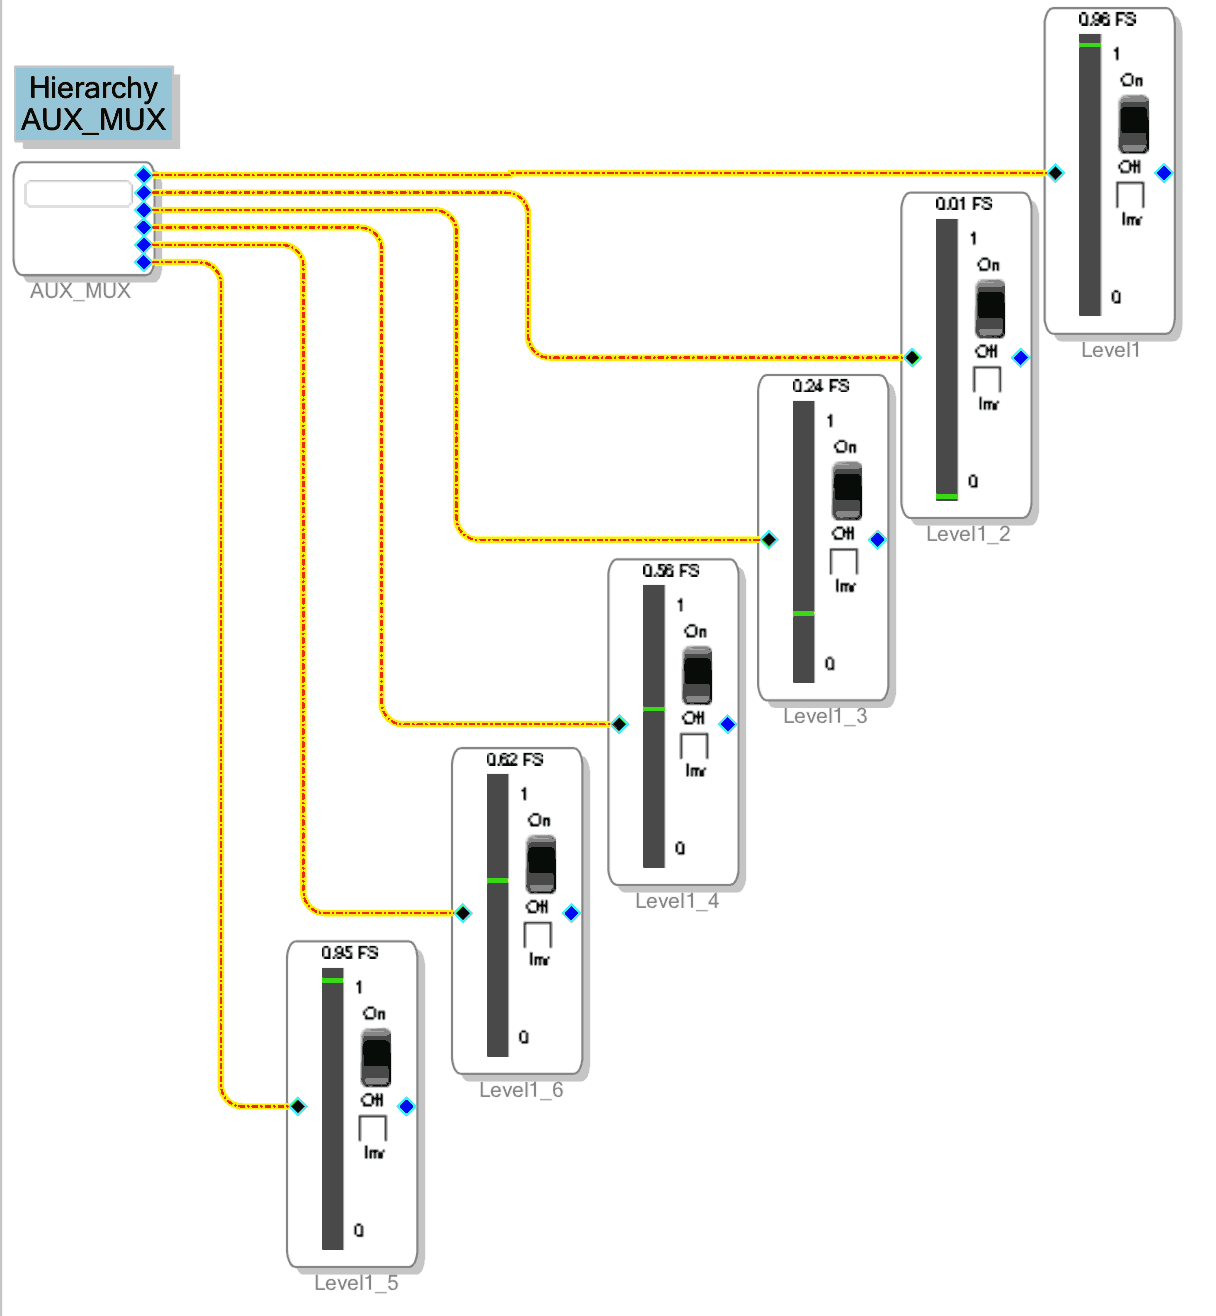 Hierarchy
AUX_MUX
AUX_MUX
0.96 FS
1
On
Off
Inv
0
Level1
0.01 FS
1
On
Off
Inv
0
Level1_2
0.24 FS
1
On
Off
Inv
0
Level1_3
0.56 FS
1
On
Off
Inv
0
Level1_4
0.62 FS
1
On
Off
Inv
0
Level1_6
0.95 FS
1
On
Off
Inv
0
Level1_5